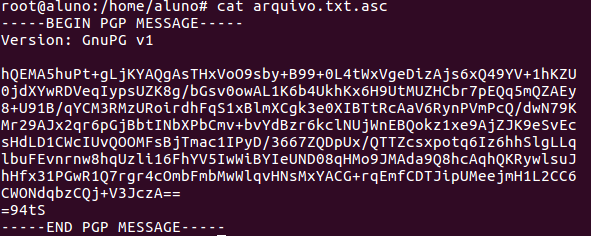 root@aluno:/home/aluno# cat arquivo.txt.asc
-----BEGIN PGP MESSAGE-----
Version: GnuPG v1

hQEMA5huPt+gLjKYAQgAsTHxVoO9sby+B99+0L4tWxVgeDizAjs6xQ49YV+1hKZU
0jdXYwRDVeqIypsUZK8g/bGsv0owAL1K6b4UkhKx6H9UtMUZHCbr7pEQq5mQZAEy
8+U91B/qYCM3RMzURoirdhFqS1xBlmXCgk3e0XIBTtRcAaV6RynPVmPcQ/dwN79K
Mr29AJx2qr6pGjBbtINbXPbCmv+bvYdBzr6kclNUjWnEBQokz1xe9AjZJK9eSvEc
sHdLD1CWcIUvQOOMFsBjTmac1IPyD/3667ZQDpUx/QTTZcsxpotq6Iz6hhSlgLLq
lbuFEvnrnw8hqUzli16FhYV5IwWiBYIeUND08qHMo9JMAda9Q8hcAqhQKRywlsuJ
hHfx31PGwR1Q7rgr4cOmbFmbMwWlqvHNsMxYACG+rqEmfCDTJipUMeejmH1L2CC6
CWONdqbzCQj+V3JczA==
=94tS
-----END PGP MESSAGE-----